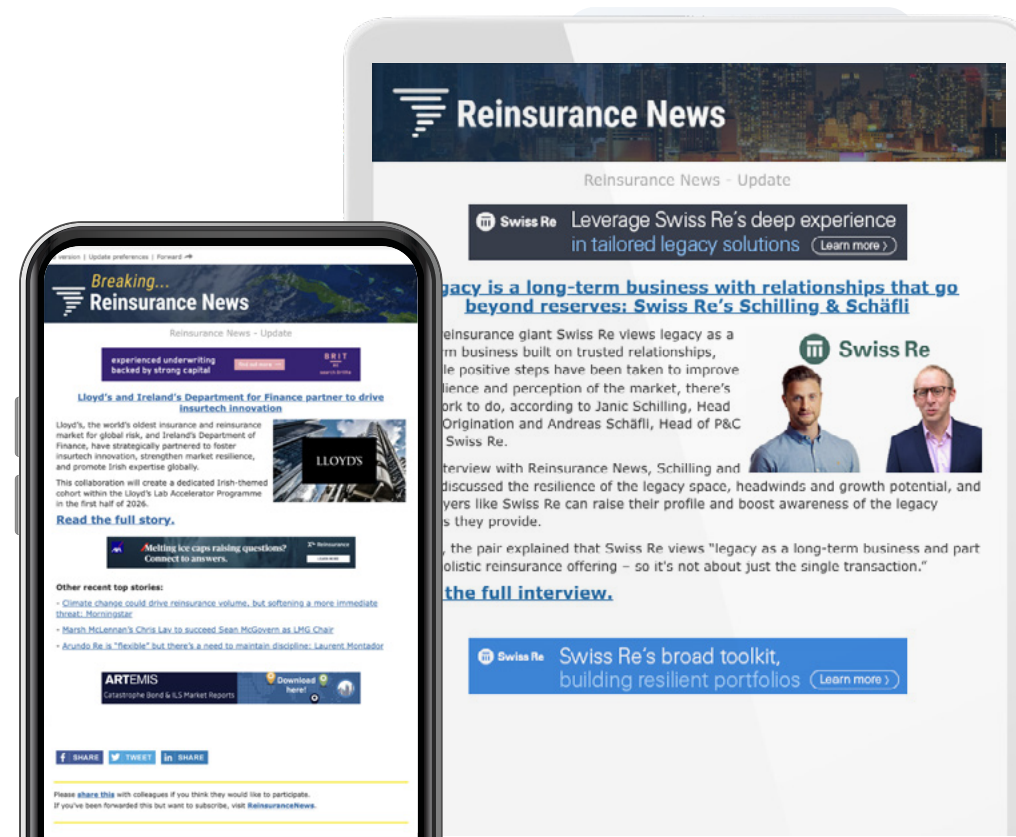 Reinsurance News
Reinsurance News - Update
Swiss Re
Leverage Swiss Re's deep experience
in tailored legacy solutions
Learn more >
gacy is a long-term business with relationships that go
beyond reserves: Swiss Re's Schilling & Schäfli
einsurance giant Swiss Re views legacy as a
m business built on trusted relationships,
le positive steps have been taken to improve
lience and perception of the market, there's
ork to do, according to Janic Schilling, Head
Origination and Andreas Schäfli, Head of P&C
Swiss Re.
Swiss Re
terview with Reinsurance News, Schilling and
discussed the resilience of the legacy space, headwinds and growth potential, and
yers like Swiss Re can raise their profile and boost awareness of the legacy
s they provide.
, the pair explained that Swiss Re views "legacy as a long-term business and part
olistic reinsurance offering – so it's not about just the single transaction."
the full interview.
Swiss Re
Swiss Re's broad toolkit,
building resilient portfolios
Learn more >
version | Update preferences | Forward
Breaking...
Reinsurance News
Reinsurance News - Update
experienced underwriting
backed by strong capital
BRIT
Lloyd's and Ireland's Department for Finance partner to drive
insurtech innovation
Lloyd's, the world's oldest insurance and reinsurance
market for global risk, and Ireland's Department of
Finance, have strategically partnered to foster
insurtech innovation, strengthen market resilience,
and promote Irish expertise globally.
This collaboration will create a dedicated Irish-themed
cohort within the Lloyd's Lab Accelerator Programme
in the first half of 2026.
LLOYD'S
Read the full story.
AXA
Melting ice caps raising questions?
Connect to answers.
Reinsurance
Other recent top stories:
- Climate change could drive reinsurance volume, but softening a more immediate
threat: Morningstar
- Marsh McLennan's Chris Lay to succeed Sean McGovern as LMG Chair
- Arundo Re is "flexible" but there's a need to maintain discipline: Laurent Montador
ARTEMIS
Catastrophe Bond & ILS Market Reports
Download
here!
SHARE
TWEET
SHARE
Please share this with colleagues if you think they would like to participate.
If you've been forwarded this but want to subscribe, visit ReinsuranceNews.